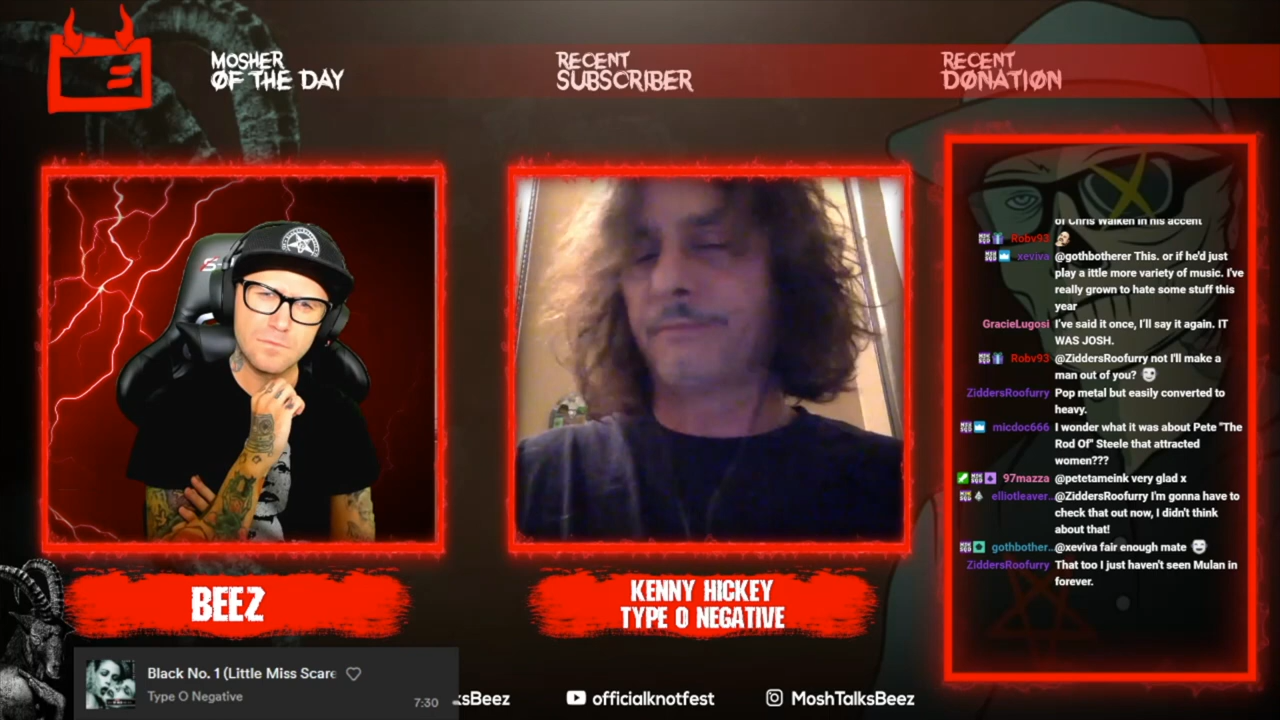 MOSHER
OF THE DAY
RECENT
SUBSCRIBER
RECENT
DONATION
of Chris Walken in his accent
Robv93
xeviva @gothbotherer This. or if he'd just
play a ittle more variety of music. I've
really grown to hate some stuff this
year
GracieLugosi I've said it once, I'll say it again. IT
WAS JOSH.
Robv93 @ZiddersRoofurry not I'll make a
man out of you?
ZiddersRoofurry Pop metal but easily converted to
heavy.
micdoc666 I wonder what it was about Pete "The
Rod Of" Steele that attracted
women???
97mazza @petetameink very glad x
elliotleaver.. @ZiddersRoofurry I'm gonna have to
check that out now, I didn't think
about that!
gothbother.. @xeviva fair enough mate
ZiddersRoofurry That too I just haven't seen Mulan in
forever.
BEEZ
KENNY HICKEY
TYPE O NEGATIVE
Black No. 1 (Little Miss Scare
Type O Negative
7:30
ksBeez
officialknotfest
MoshTalksBeez